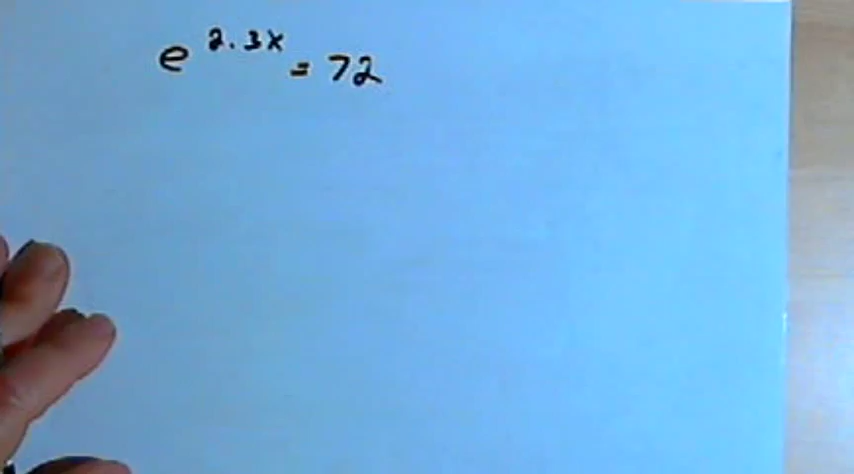 e^2.3x = 72